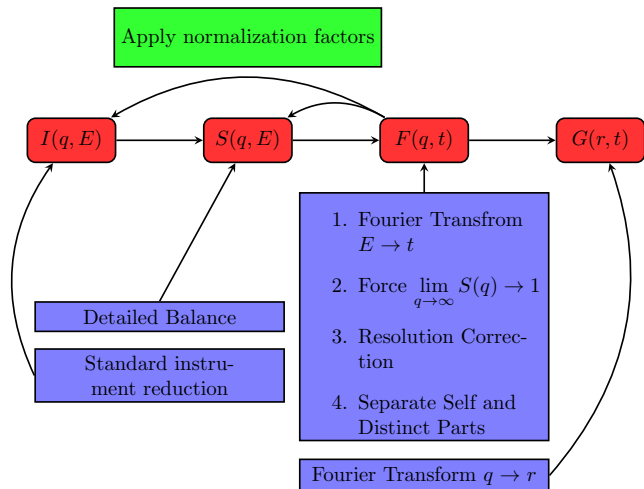 Apply normalization factors
I(q, E)
S(q, E)
F(q, t)
G(r, t)
1. Fourier Transfrom
E → t
2. Force lim S(q) → 1
q→∞
3. Resolution Correc-
tion
4. Separate Self and
Distinct Parts
Detailed Balance
Standard instru-
ment reduction
Fourier Transform q → r